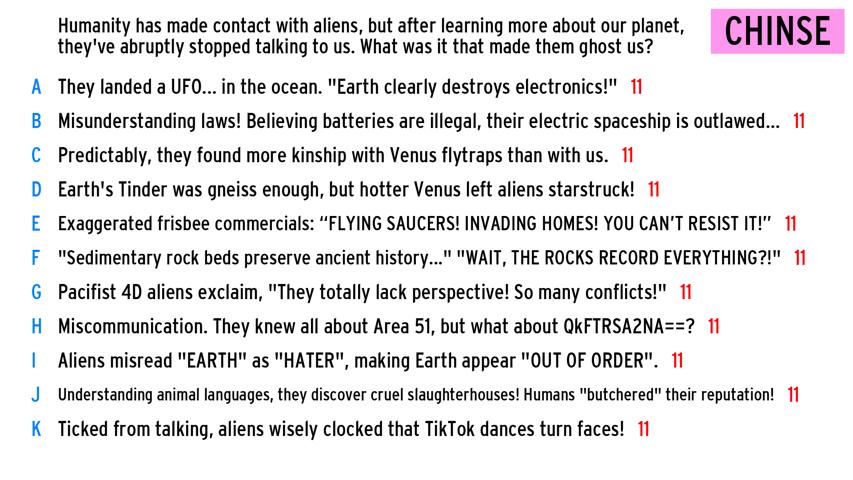 Humanity has made contact with aliens, but after learning more about our planet,
they've abruptly stopped talking to us. What was it that made them ghost us?
CHINSE
A They landed a UFO... in the ocean. "Earth clearly destroys electronics!" 11
B Misunderstanding laws! Believing batteries are illegal, their electric spaceship is outlawed... 11
C Predictably, they found more kinship with Venus flytraps than with us. 11
D Earth's Tinder was gneiss enough, but hotter Venus left aliens starstruck! 11
E Exaggerated frisbee commercials: “FLYING SAUCERS! INVADING HOMES! YOU CAN’T RESIST IT!” 11
F "Sedimentary rock beds preserve ancient history..." "WAIT, THE ROCKS RECORD EVERYTHING?!" 11
G Pacifist 4D aliens exclaim, "They totally lack perspective! So many conflicts!" 11
H Miscommunication. They knew all about Area 51, but what about QkFTRSA2NA==? 11
I Aliens misread "EARTH" as "HATER", making Earth appear "OUT OF ORDER". 11
J Understanding animal languages, they discover cruel slaughterhouses! Humans "butchered" their reputation! 11
K Ticked from talking, aliens wisely clocked that TikTok dances turn faces! 11